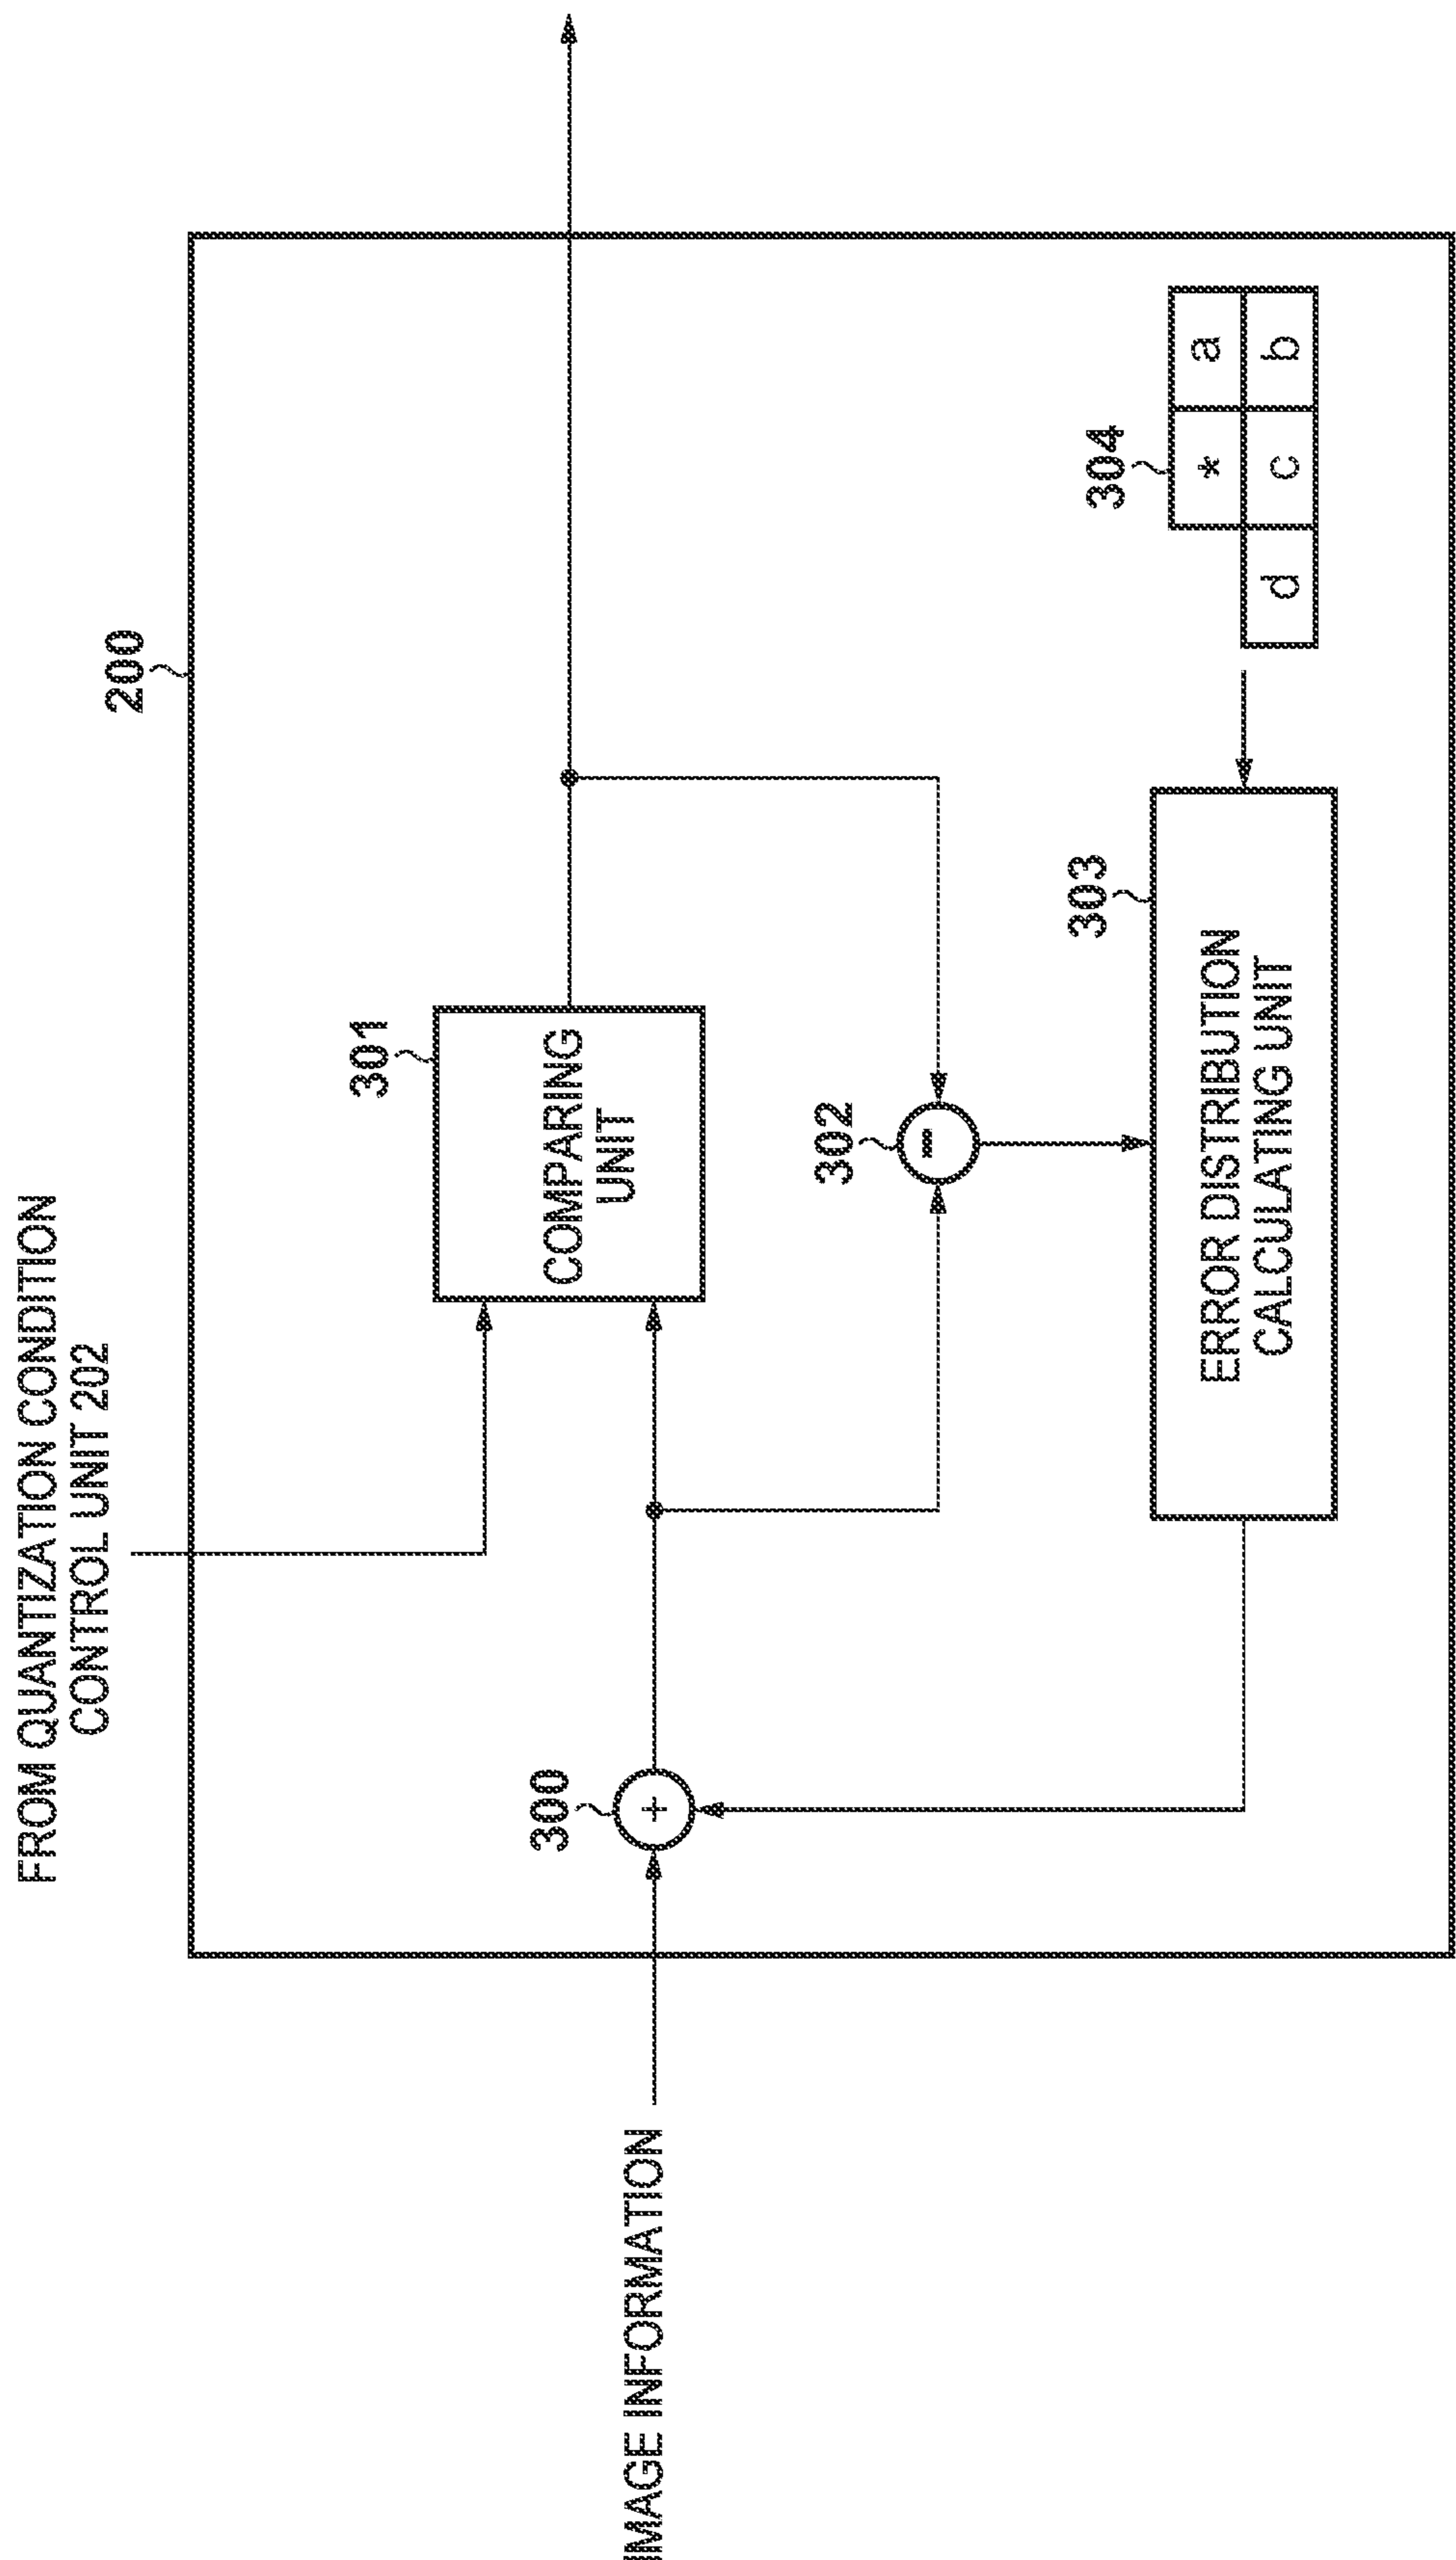 FROM QUANTIZATION CONDITION
CONTROL UNIT 202
200
301
COMPARING
UNIT
300
+
302
−
303
304
* a
d c b
ERROR DISTRIBUTION
CALCULATING UNIT
IMAGE INFORMATION